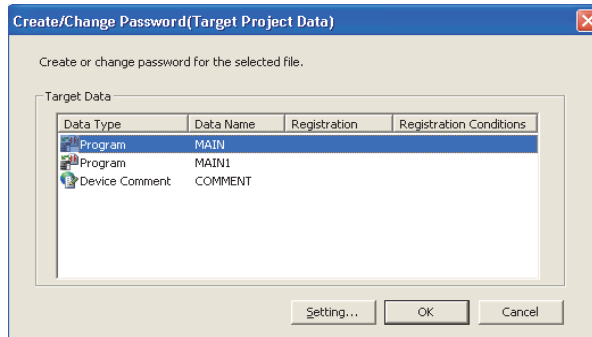 Create/Change Password(Target Project Data)
Create or change password for the selected file.
Target Data
Data Type Data Name Registration Registration Conditions
Program MAIN
Program MAIN1
Device Comment COMMENT
Setting... OK Cancel